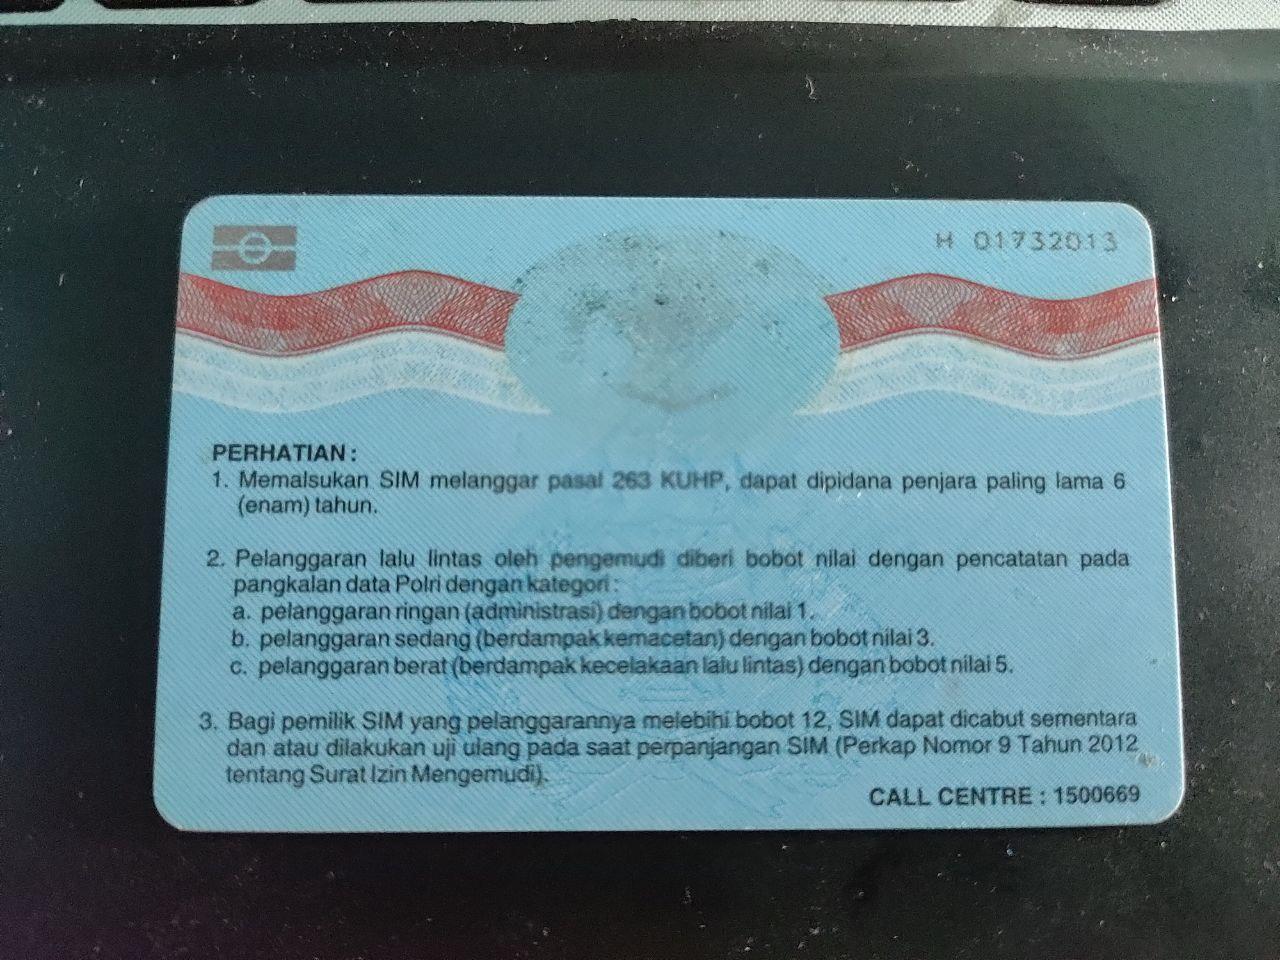 H 01732013
PERHATIAN :
1. Memalsukan SIM melanggar pasal 263 KUHP, dapat dipidana penjara paling lama 6
(enam) tahun.
2. Pelanggaran lalu lintas oleh pengemudi diberi bobot nilai dengan pencatatan pada
pangkalan data Polri dengan kategori :
a. pelanggaran ringan (administrasi) dengan bobot nilai 1.
b. pelanggaran sedang (berdampak kemacetan) dengan bobot nilai 3.
c. pelanggaran berat (berdampak kecelakaan lalu lintas) dengan bobot nilai 5.
3. Bagi pemilik SIM yang pelanggarannya melebihi bobot 12, SIM dapat dicabut sementara
dan atau dilakukan uji ulang pada saat perpanjangan SIM (Perkap Nomor 9 Tahun 2012
tentang Surat Izin Mengemudi).
CALL CENTRE : 1500669